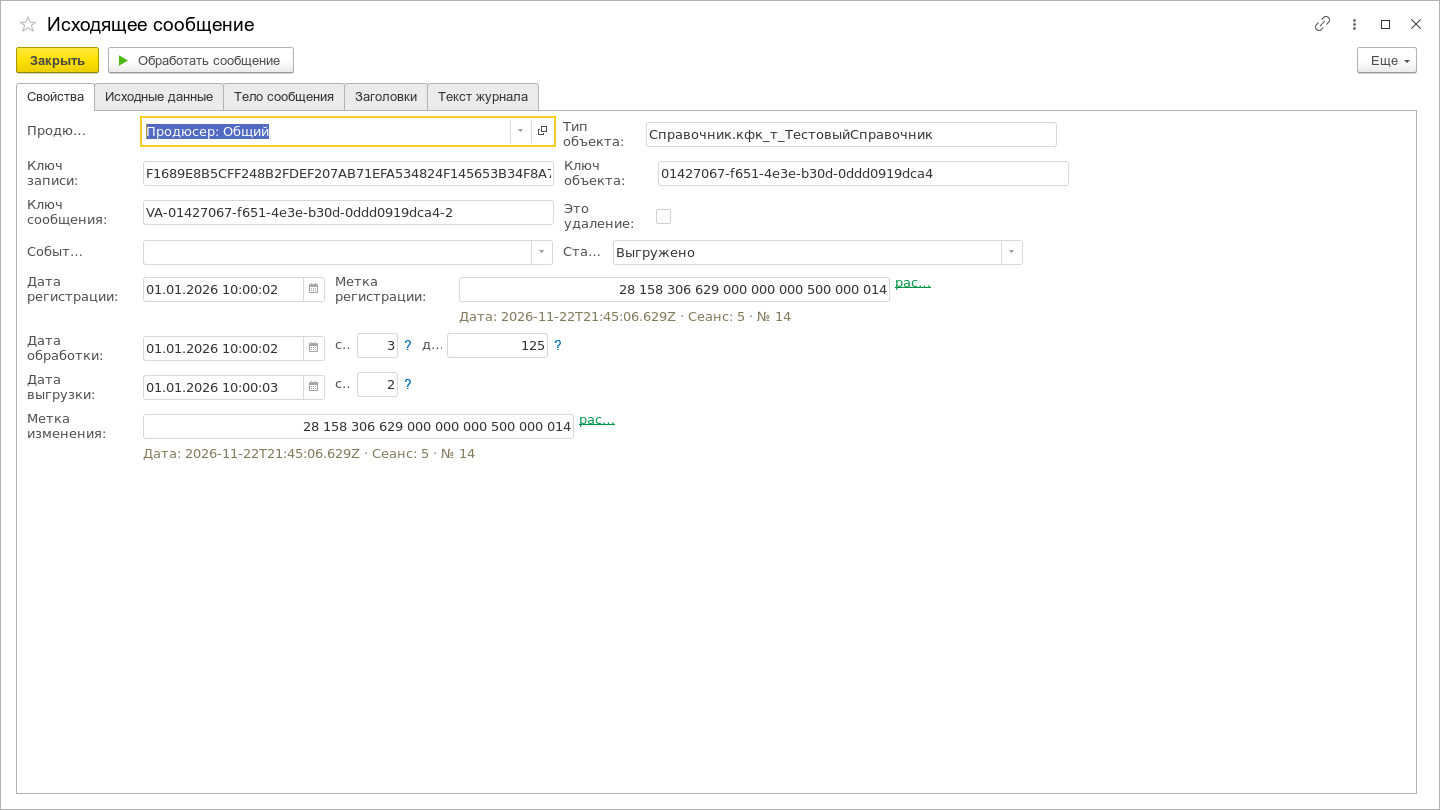 Исходящее сообщение
Закрыть
Обработать сообщение
Еще
Свойства
Исходные данные
Тело сообщения
Заголовки
Текст журнала
Продю...
Продюсер: Общий
Тип
объекта:
Справочник.кфк_т_ТестовыйСправочник
Ключ
записи:
F1689E8B5CFF248B2FDEF207AB71EFA534824F145653B34F8A7
Ключ
объекта:
01427067-f651-4e3e-b30d-0ddd0919dca4
Ключ
сообщения:
VA-01427067-f651-4e3e-b30d-0ddd0919dca4-2
Это
удаление:
Событ...
Ста...
Выгружено
Дата
регистрации:
01.01.2026 10:00:02
Метка
регистрации:
28 158 306 629 000 000 000 500 000 014
рас...
Дата: 2026-11-22T21:45:06.629Z · Сеанс: 5 · № 14
Дата
обработки:
01.01.2026 10:00:02
с..
3
?
д...
125
?
Дата
выгрузки:
01.01.2026 10:00:03
с..
2
?
Метка
изменения:
28 158 306 629 000 000 000 500 000 014
рас...
Дата: 2026-11-22T21:45:06.629Z · Сеанс: 5 · № 14